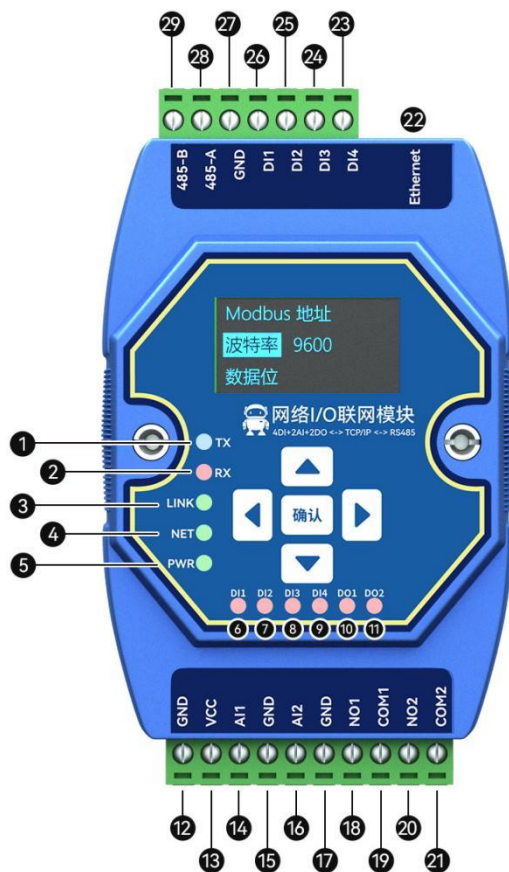 29 28 27 26 25 24 23
22
485-B 485-A GND DI1 DI2 DI3 DI4 Ethernet
Modbus 地址
波特率 9600
数据位
网络I/O联网模块
4DI+2AI+2DO <-> TCP/IP <-> RS485
1 TX
2 RX
3 LINK
4 NET
5 PWR
确认
DI1 DI2 DI3 DI4 DO1 DO2
6 7 8 9 10 11
GND VCC AI1 GND AI2 GND NO1 COM1 NO2 COM2
12 13 14 15 16 17 18 19 20 21